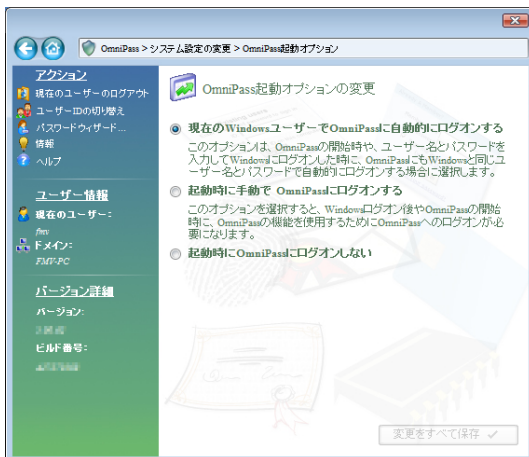 OmniPass > システム設定の変更 > OmniPass起動オプション
アクション
現在のユーザーのログアウト
ユーザーIDの切り替え
パスワードウィザード...
情報
ヘルプ
ユーザー情報
現在のユーザー:
fmv
ドメイン:
FMV-PC
バージョン詳細
バージョン:
ビルド番号:
OmniPass起動オプションの変更
現在のWindowsユーザーでOmniPassに自動的にログオンする
このオプションは、OmniPassの開始時や、ユーザー名とパスワードを
入力してWindowsにログオンした時に、OmniPassにもWindowsと同じユ
ーザー名とパスワードで自動的にログオンする場合に選択します。
起動時に手動で OmniPassにログオンする
このオプションを選択すると、Windowsログオン後やOmniPassの開始
時に、OmniPassの機能を使用するためにOmniPassへのログオンが必
要になります。
起動時にOmniPassにログオンしない
変更をすべて保存